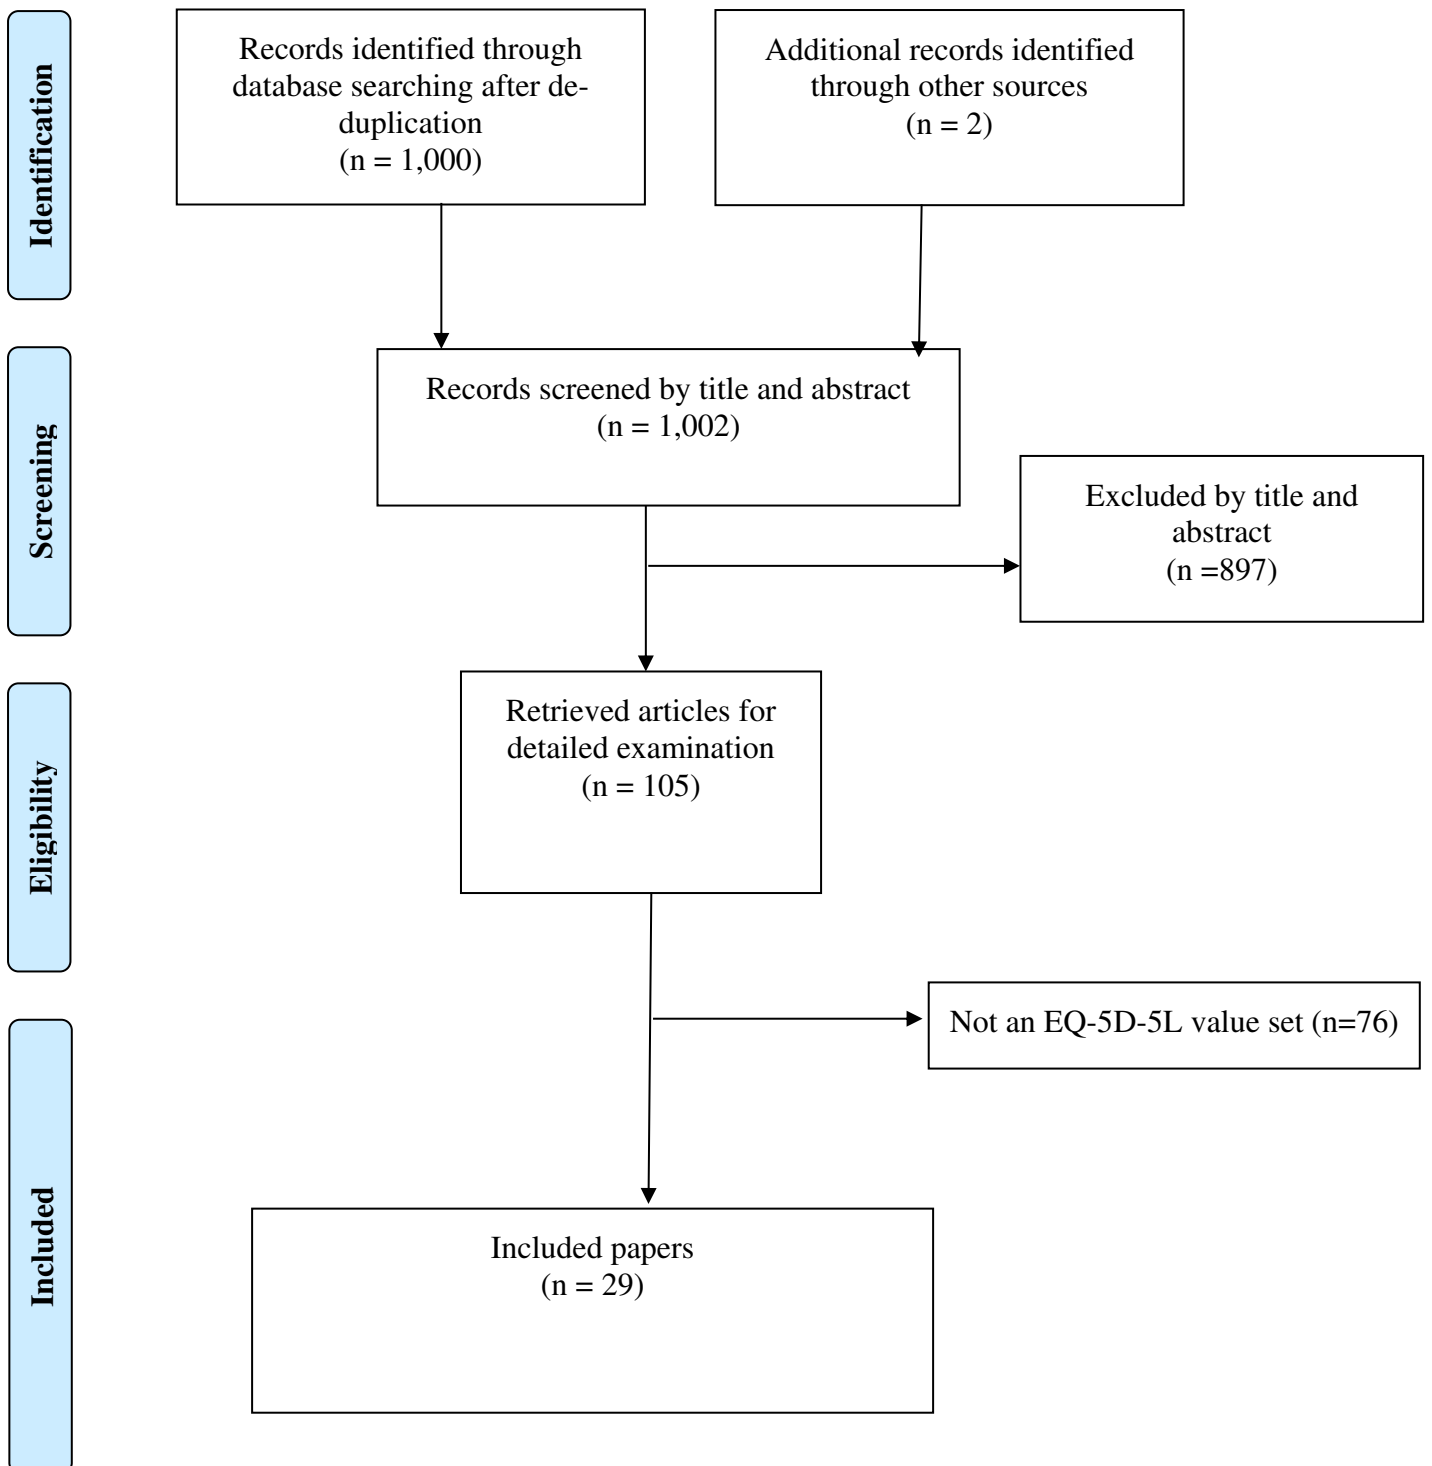 Identification
Records identified through
database searching after de-
duplication
(n = 1,000)
Additional records identified
through other sources
(n = 2)
Screening
Records screened by title and abstract
(n = 1,002)
Excluded by title and
abstract
(n =897)
Eligibility
Retrieved articles for
detailed examination
(n = 105)
Not an EQ-5D-5L value set (n=76)
Included
Included papers
(n = 29)